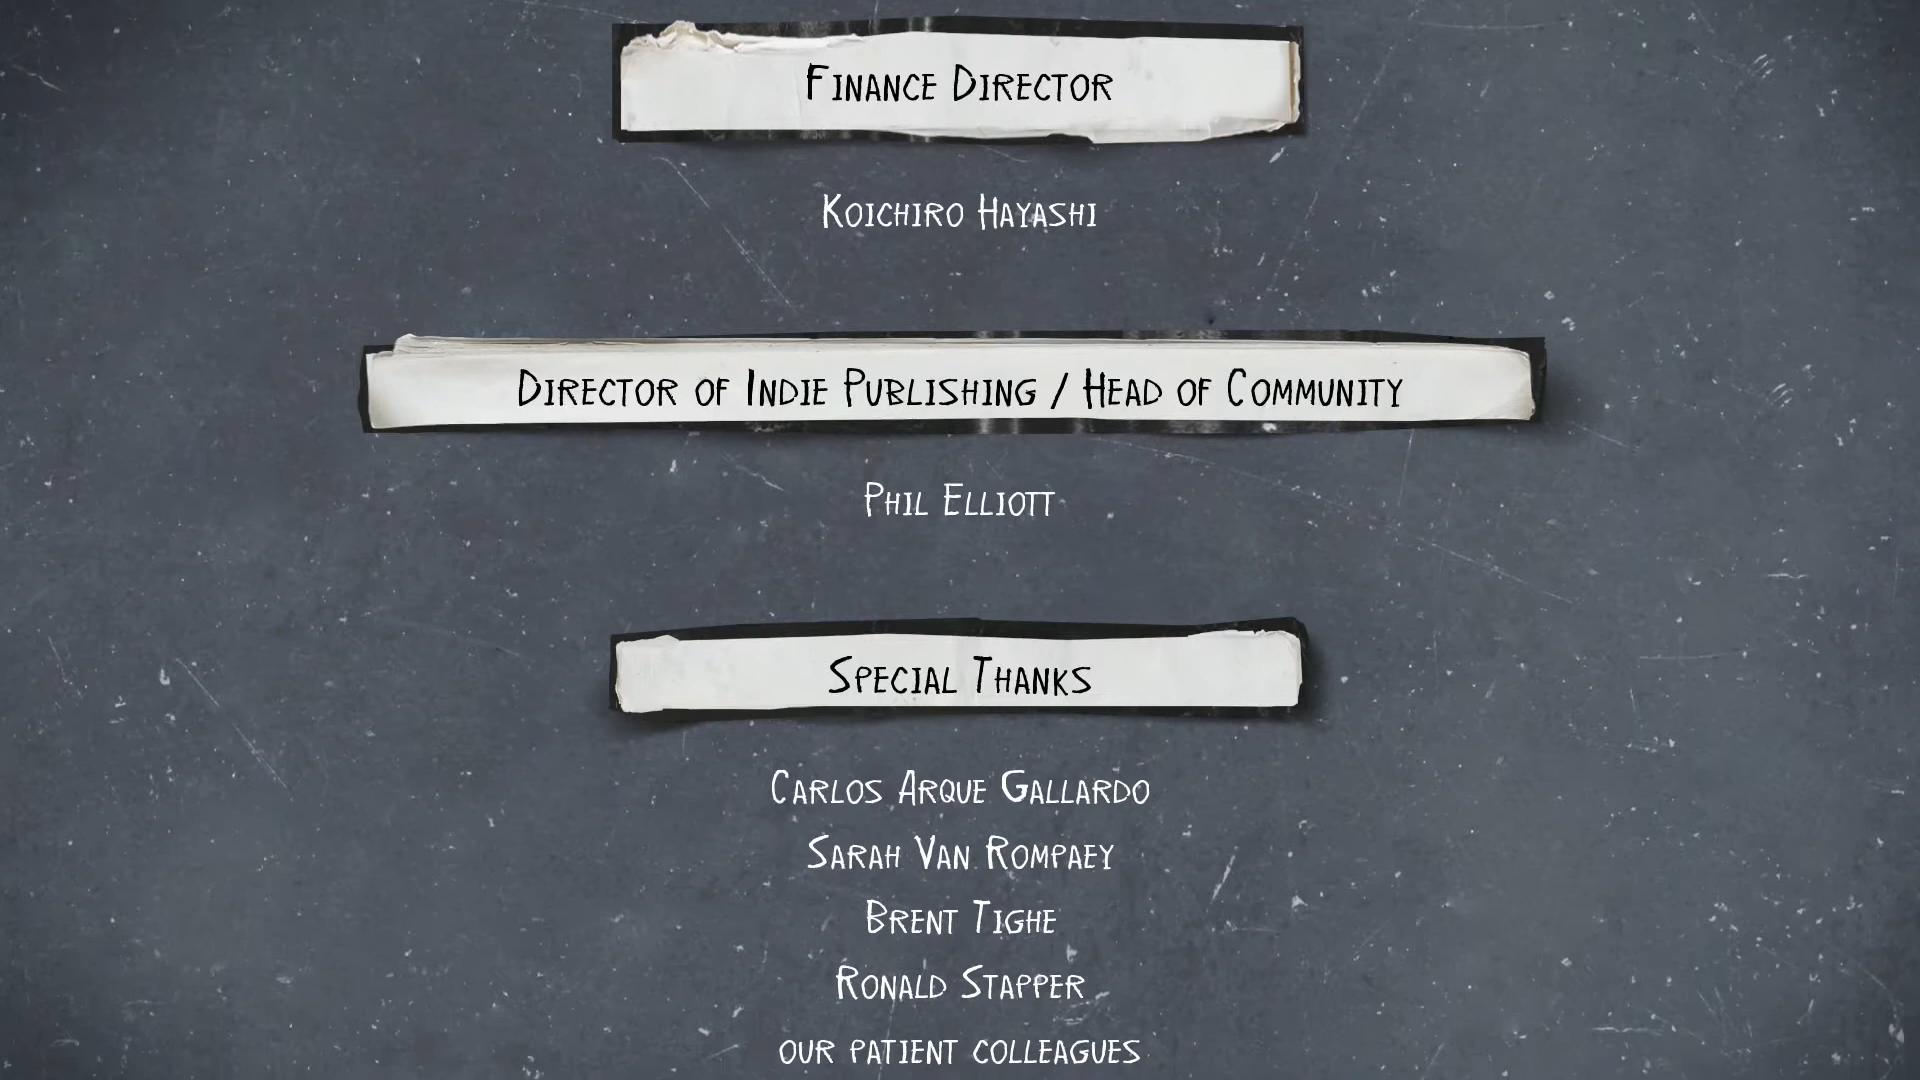 Finance Director
Koichiro Hayashi
Director of Indie Publishing / Head of Community
Phil Elliott
Special Thanks
Carlos Arque Gallardo
Sarah Van Rompaey
Brent Tighe
Ronald Stapper
our patient colleagues